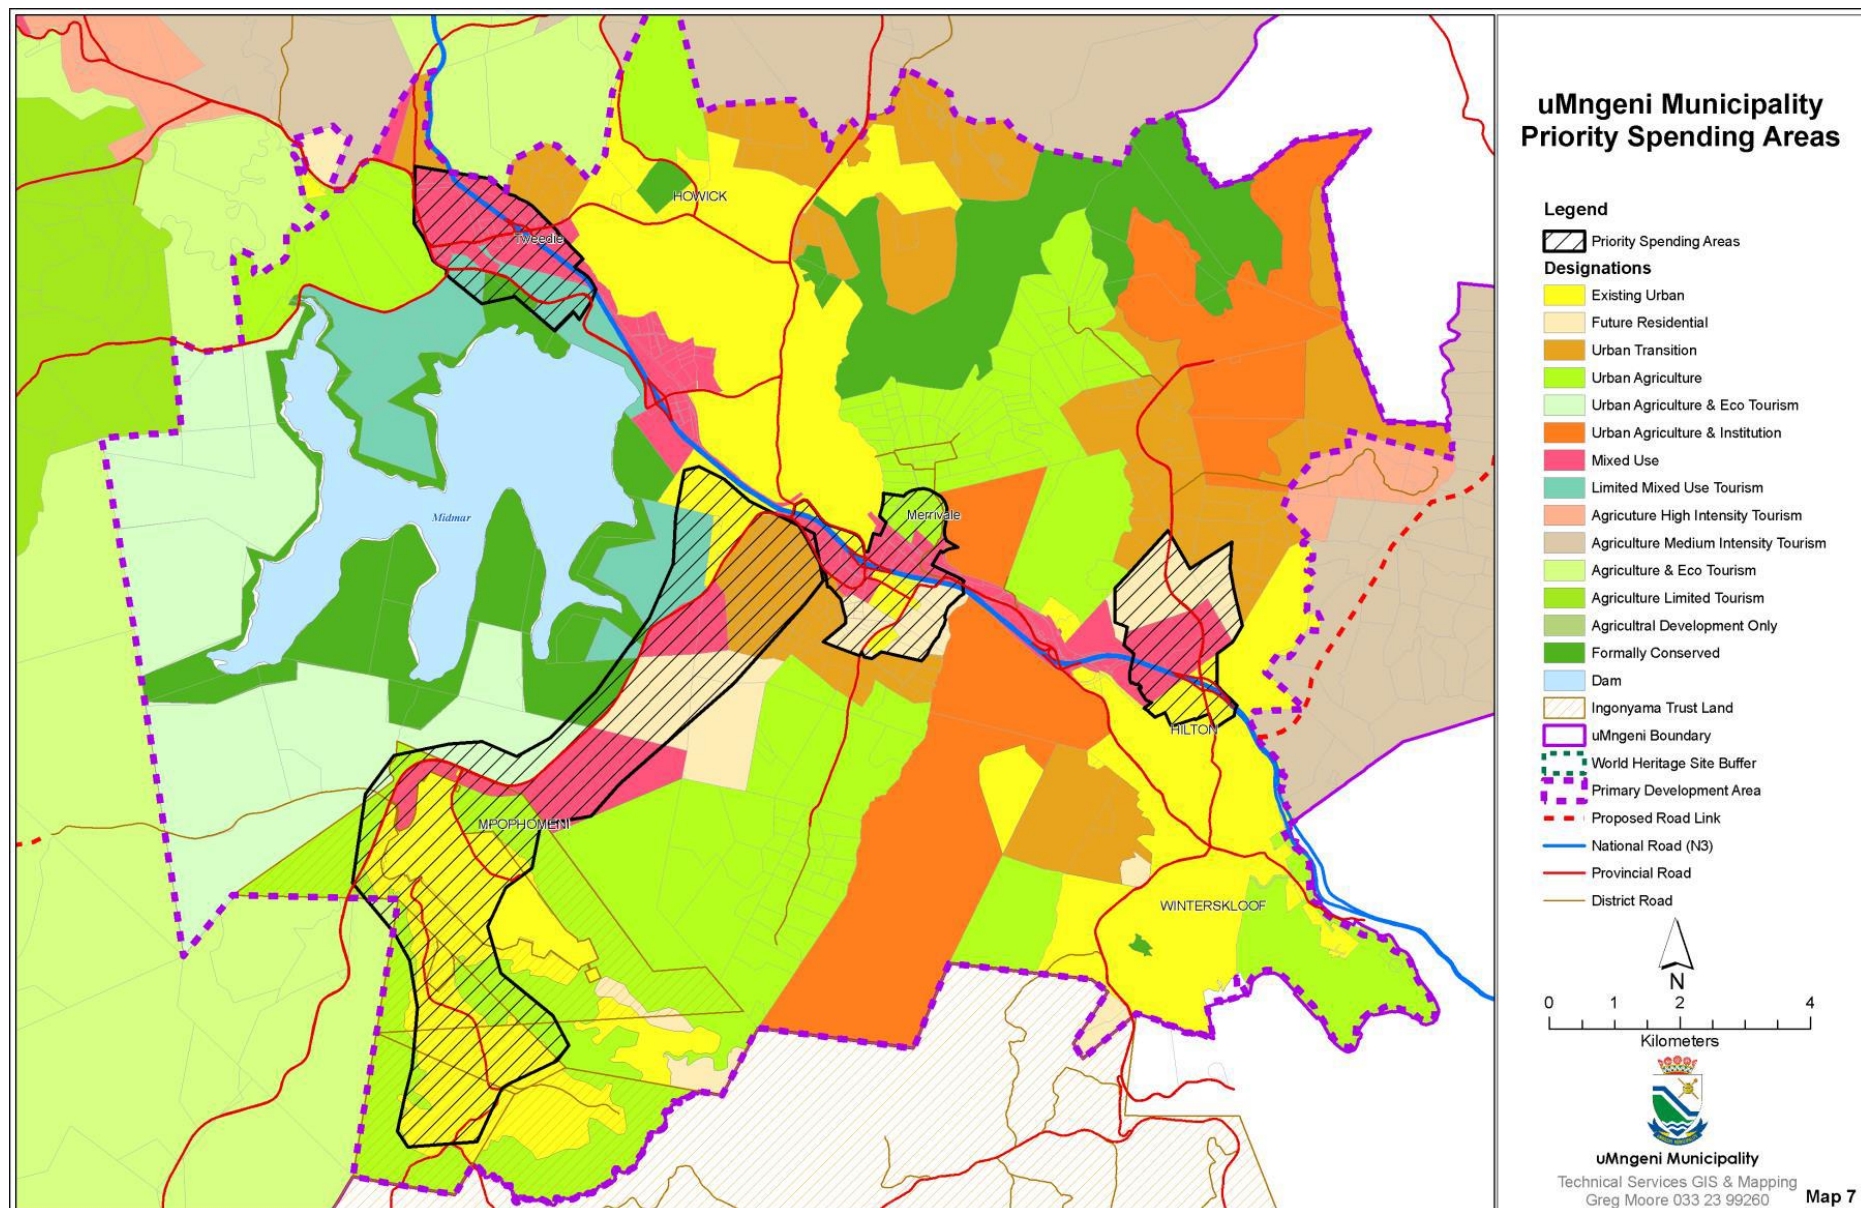 uMngeni Municipality
Priority Spending Areas
Legend
Priority Spending Areas
Designations
Existing Urban
Future Residential
Urban Transition
Urban Agriculture
Urban Agriculture & Eco Tourism
Urban Agriculture & Institution
Mixed Use
Limited Mixed Use Tourism
Agricuture High Intensity Tourism
Agriculture Medium Intensity Tourism
Agriculture & Eco Tourism
Agriculture Limited Tourism
Agricultral Development Only
Formally Conserved
Dam
Ingonyama Trust Land
uMngeni Boundary
World Heritage Site Buffer
Primary Development Area
Proposed Road Link
National Road (N3)
Provincial Road
District Road
N
0 1 2 4
Kilometers
uMngeni Municipality
Technical Services GIS & Mapping
Greg Moore 033 23 99260
Map 7
HOWICK
Tweedie
Midmar
Merrivale
HILTON
MPOPHOMENI
WINTERSKLOOF